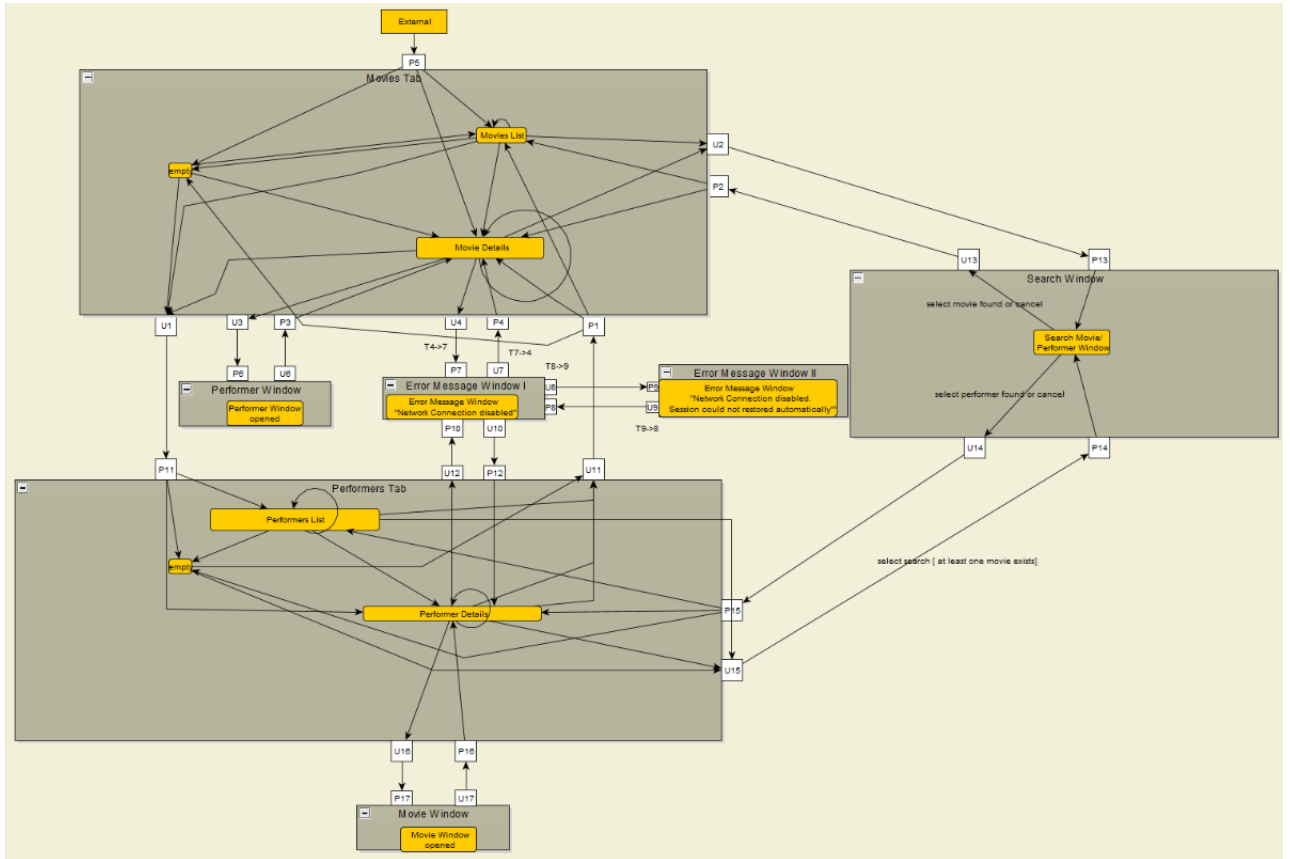 External
P5
Movies Tab
Movies List
U2
empty
P2
Movie Details
U13
P13
Search Window
select movie found or cancel
U1
U3
P3
U4
P4
P1
Search Movie/
Performer Window
T4->7
T7->4
P6
U6
P7
U7
T8->9
Performer Window
Error Message Window I
U8
P9
Error Message Window II
Performer Window
opened
Error Message Window
"Network Connection disabled"
P8
U9
Error Message Window
"Network Connection disabled.
Session could not restored automatically"
select performer found or cancel
P10
U10
T9->8
U14
P14
P11
U12
P12
U11
Performers Tab
Performers List
empty
select search [ at least one movie exists]
Performer Details
P15
U15
U16
P16
P17
U17
Movie Window
Movie Window
opened